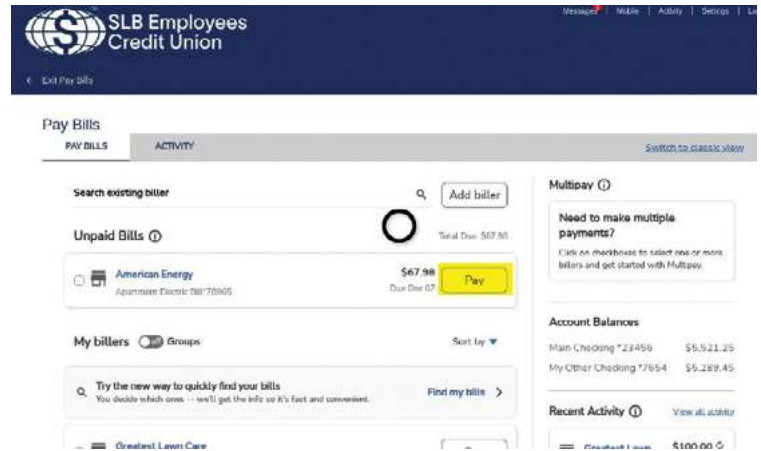 SLB Employees
Credit Union
Messages | Mobile | Activity | Settings
Exit Pay Bills
Pay Bills
PAY BILLS ACTIVITY
Switch to classic view
Search existing biller
Add biller
Unpaid Bills
Total Due $67.98
American Energy
Apartment Electric Bill*78965
$67.98
Due Dec 07
Pay
My billers Groups
Sort by
Try the new way to quickly find your bills
You decide which ones -- we'll get the info so it's fast and convenient.
Find my bills
Greatest Lawn Care
Multipay
Need to make multiple
payments?
Click on checkboxes to select one or more
billers and get started with Multipay.
Account Balances
Main Checking *23456 $5,521.25
My Other Checking *7654 $5,289.45
Recent Activity View all activity
Greatest Lawn $100.00